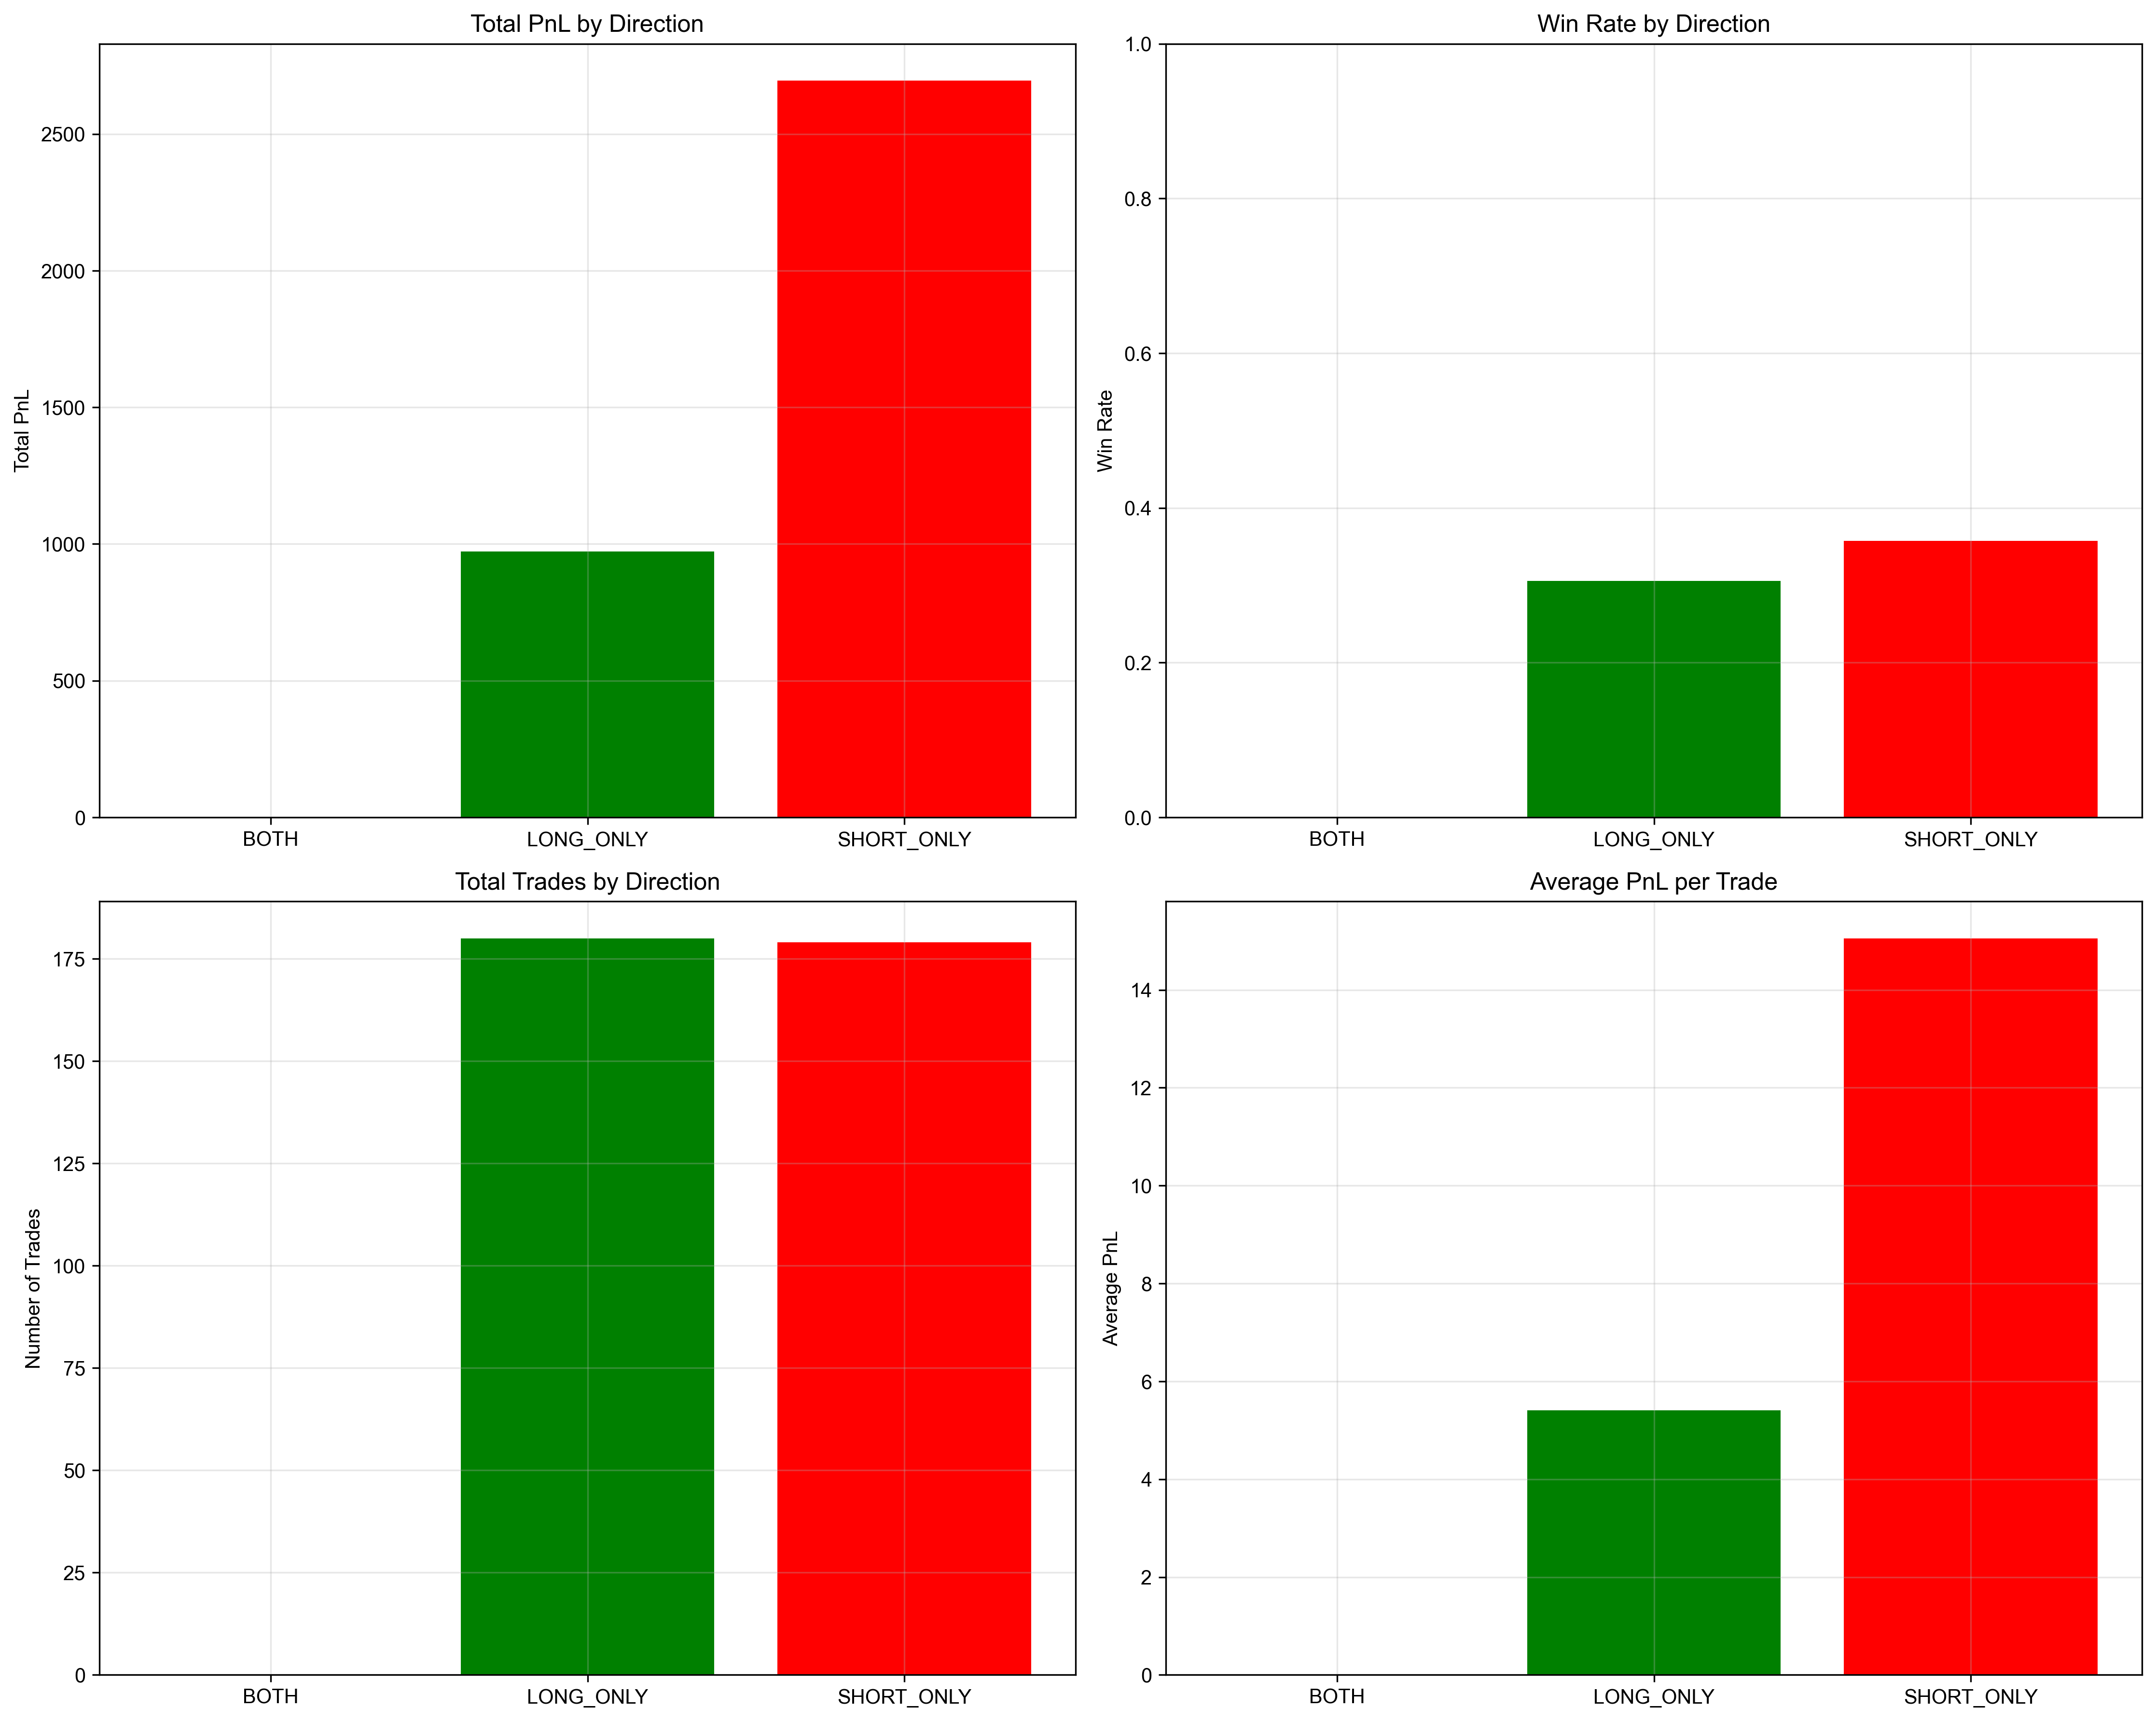 Total PnL by Direction
Total PnL
2500
2000
1500
1000
500
0
BOTH LONG_ONLY SHORT_ONLY
Win Rate by Direction
Win Rate
1.0
0.8
0.6
0.4
0.2
0.0
BOTH LONG_ONLY SHORT_ONLY
Total Trades by Direction
Number of Trades
175
150
125
100
75
50
25
0
BOTH LONG_ONLY SHORT_ONLY
Average PnL per Trade
Average PnL
14
12
10
8
6
4
2
0
BOTH LONG_ONLY SHORT_ONLY